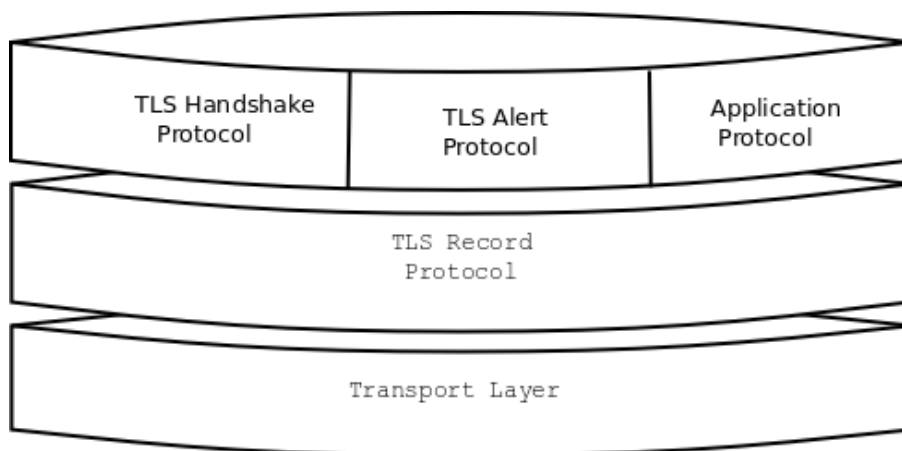 TLS Handshake
Protocol
TLS Alert
Protocol
Application
Protocol
TLS Record
Protocol
Transport Layer